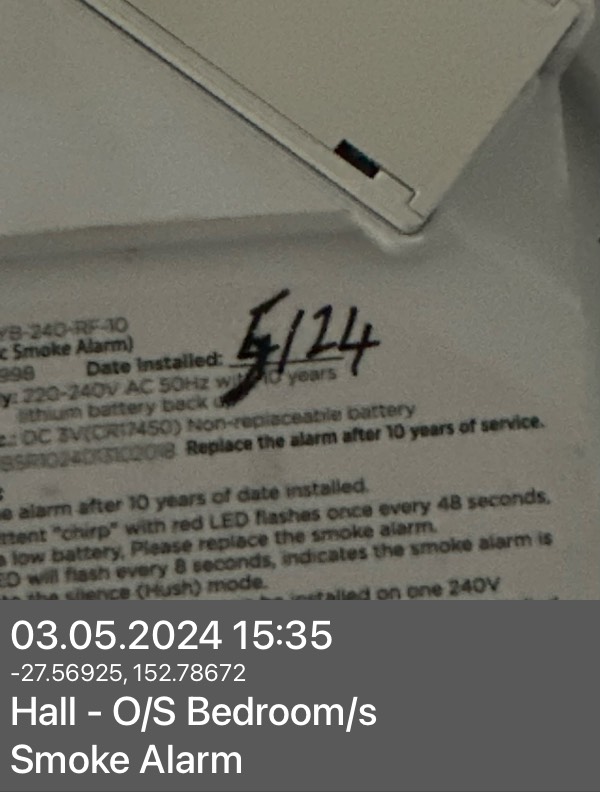 YB-240-RF-10
c Smoke Alarm)
998 Date Installed: 5/24
y: 220-240V AC 50Hz with 10 years
lithium battery back
c.: DC 3V(CR17450) Non-replaceable battery
Replace the alarm after 10 years of service.
e alarm after 10 years of date installed.
ttent "chirp" with red LED flashes once every 48 seconds,
a low battery, Please replace the smoke alarm.
ED will flash every 8 seconds, indicates the smoke alarm is
the silence (Hush) mode.
installed on one 240V
03.05.2024 15:35
-27.56925, 152.78672
Hall - O/S Bedroom/s
Smoke Alarm